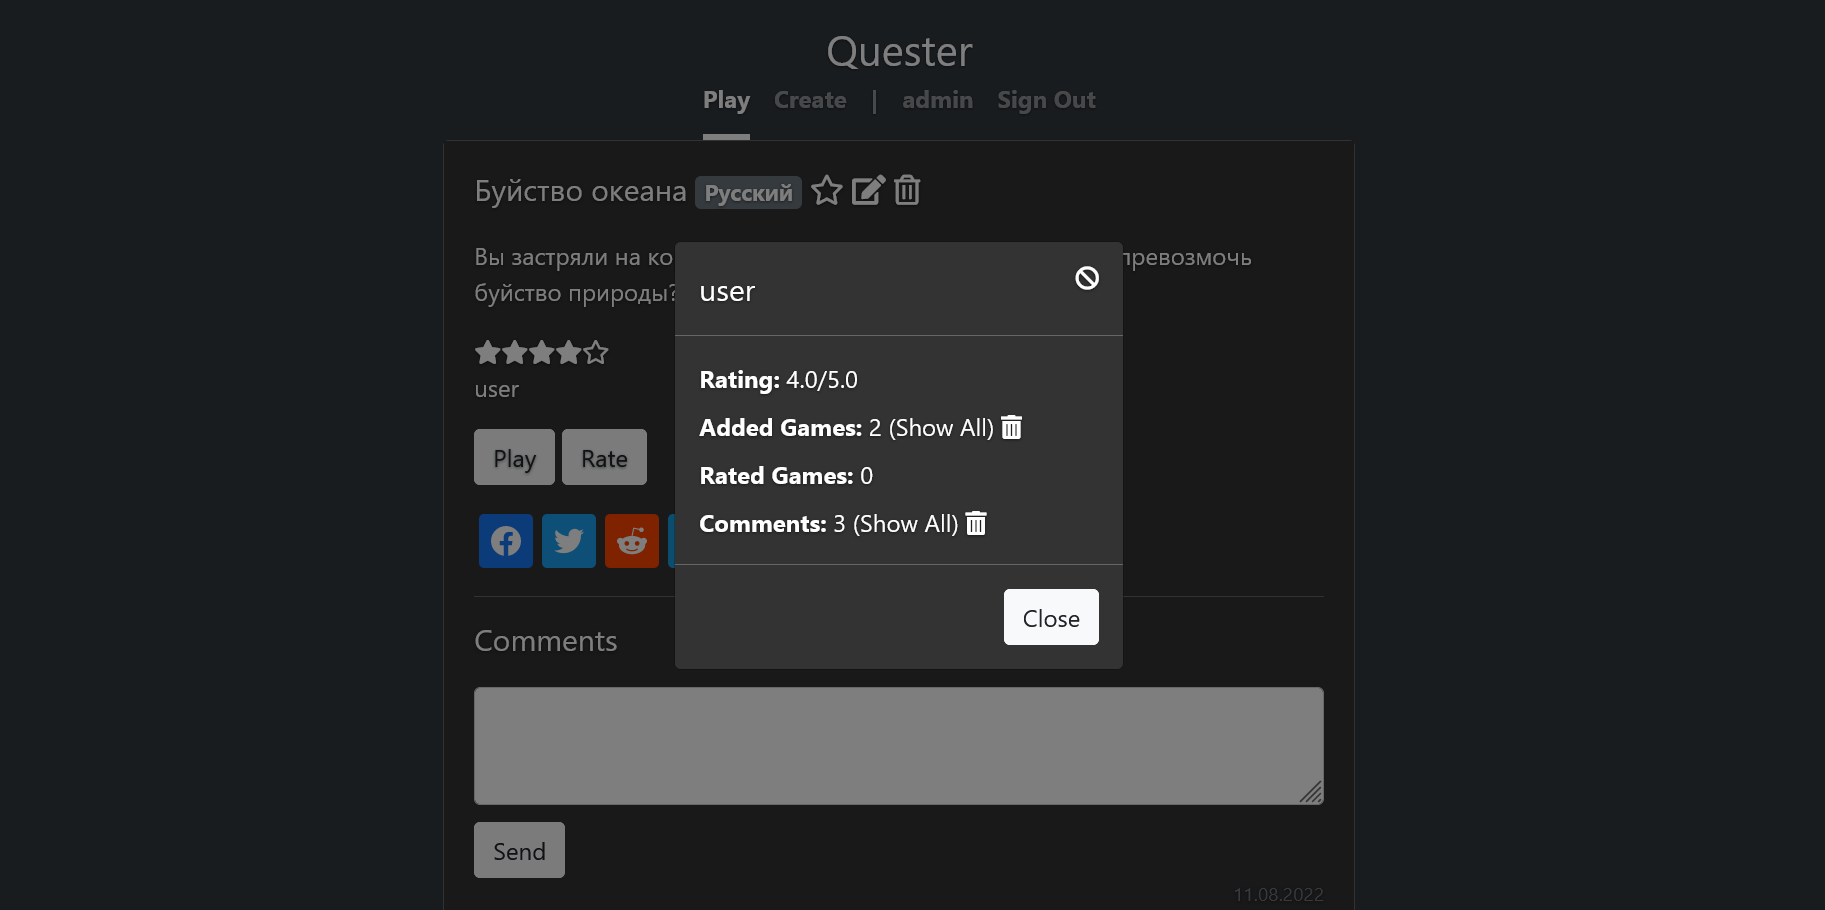 Quester
Play Create | admin Sign Out
Буйство океана Русский
Вы застряли на ко
превозмочь
буйство природы?
user
Rating: 4.0/5.0
Added Games: 2 (Show All)
Rated Games: 0
Comments: 3 (Show All)
Close
user
Play Rate
Comments
Send
11.08.2022